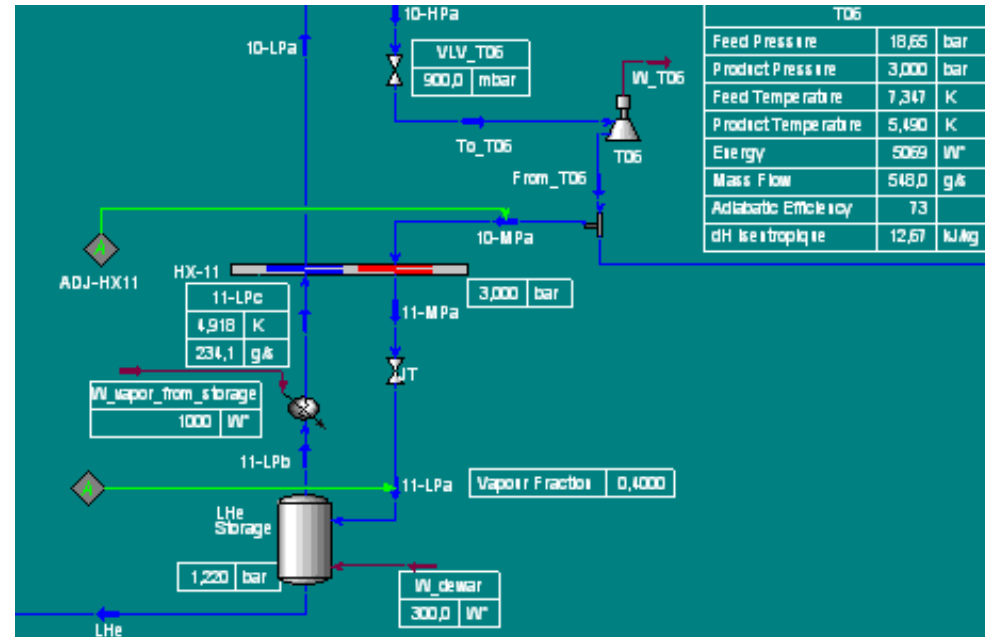 10-HPa
T06
10-LPa
VLV_T06
900,0 mbar
W_T06
Feed Pressure 18,65 bar
Product Pressure 3,000 bar
Feed Temperature 7,347 K
Product Temperature 5,490 K
Energy 5069 W"
Mass Flow 548,0 g/s
Adiabatic Efficiency 73
dH Isentropique 12,67 kJ/kg
To_T06
T06
From_T06
10-MPa
A
ADJ-HX11
HX-11
3,000 bar
11-LPc
4,918 K
234,1 g/s
11-MPa
JT
W_vapor_from_storage
1000 W"
11-LPb
A
11-LPa
Vapour Fraction 0,4000
LHe
Storage
1,220 bar
W_dewar
300,0 W"
LHe